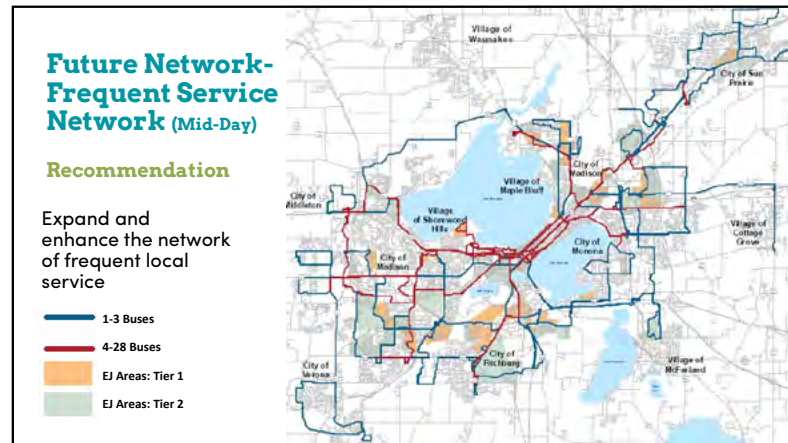 Future Network-
Frequent Service
Network (Mid-Day)
Recommendation
Expand and
enhance the network
of frequent local
service
1-3 Buses
4-28 Buses
EJ Areas: Tier 1
EJ Areas: Tier 2
Village of
Waunakee
City of Sun
Prairie
City of
Madison
Village of
Maple Bluff
City of
Middleton
Village
of Shorewood
Hills
Village of
Cottage
Grove
City of
Madison
City of
Monona
City of
Fitchburg
City of
Verona
Village of
McFarland